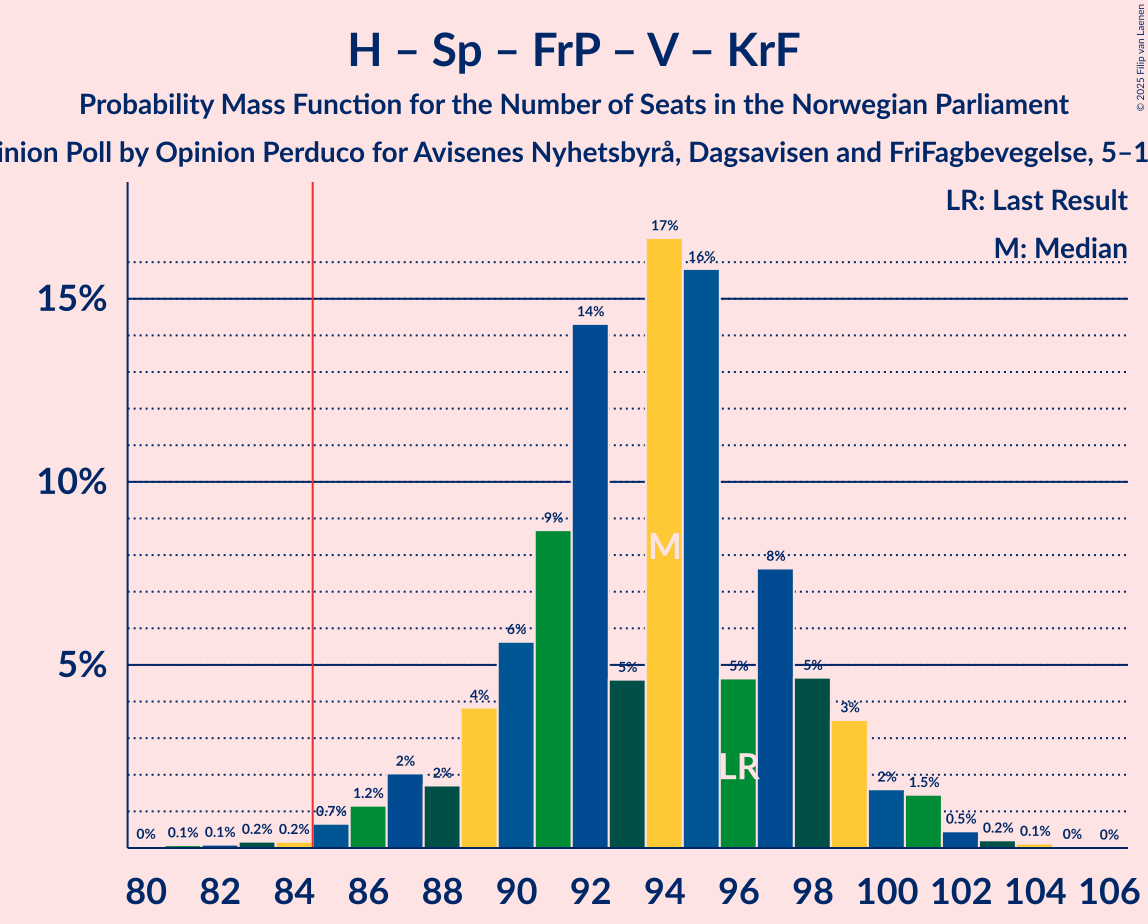 H – Sp – FrP – V – KrF
Probability Mass Function for the Number of Seats in the Norwegian Parliament
inion Poll by Opinion Perduco for Avisenes Nyhetsbyrå, Dagsavisen and FriFagbevegelse, 5–1
© 2025 Filip van Laenen
LR: Last Result
M: Median
15%
10%
5%
0% 0.1% 0.1% 0.2% 0.2% 0.7% 1.2% 2% 2% 4% 6% 9% 14% 5% 17% 16% 5% 8% 5% 3% 2% 1.5% 0.5% 0.2% 0.1% 0% 0%
M
LR
80 82 84 86 88 90 92 94 96 98 100 102 104 106